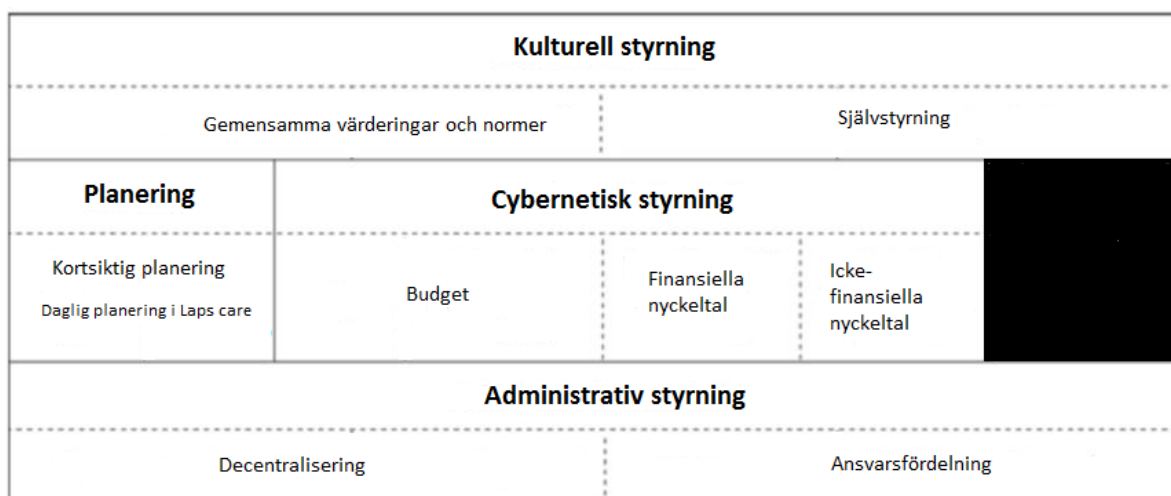 Kulturell styrning
Gemensamma värderingar och normer
Självstyrning
Planering
Cybernetisk styrning
Kortsiktig planering
Daglig planering i Laps care
Budget
Finansiella
nyckeltal
Icke-
finansiella
nyckeltal
Administrativ styrning
Decentralisering
Ansvarsfördelning